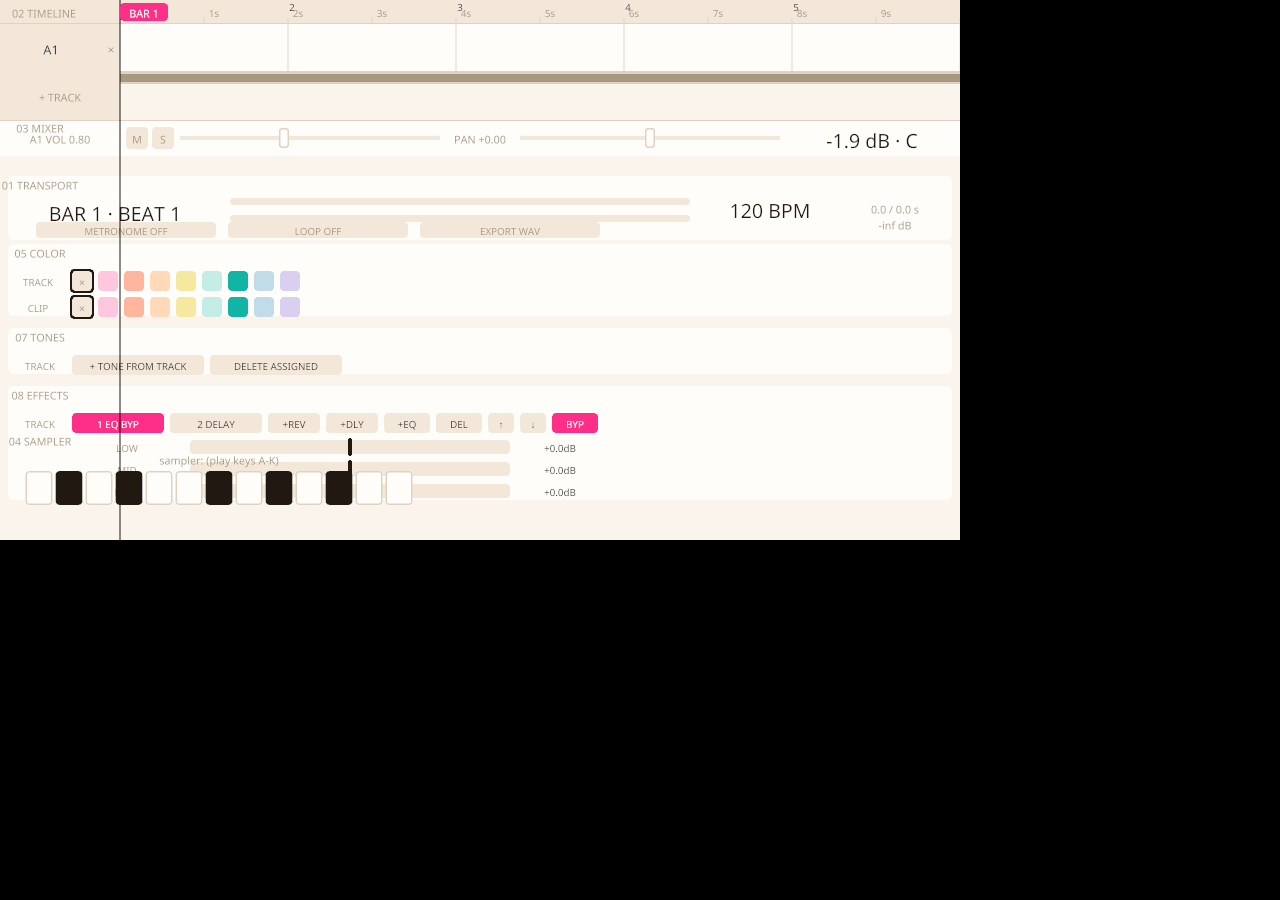 02 TIMELINE BAR 1 1s 2 2s 3s 3 4s 5s 4 6s 7s 5 8s 9s
A1 ×
+ TRACK
03 MIXER
A1 VOL 0.80 M S PAN +0.00 -1.9 dB · C
01 TRANSPORT
BAR 1 · BEAT 1 120 BPM 0.0 / 0.0 s
-inf dB
METRONOME OFF LOOP OFF EXPORT WAV
05 COLOR
TRACK ×
CLIP ×
07 TONES
TRACK + TONE FROM TRACK DELETE ASSIGNED
08 EFFECTS
TRACK 1 EQ BYP 2 DELAY +REV +DLY +EQ DEL ↑ ↓ BYP
04 SAMPLER
LOW +0.0dB
sampler: (play keys A-K)
MID +0.0dB
+0.0dB